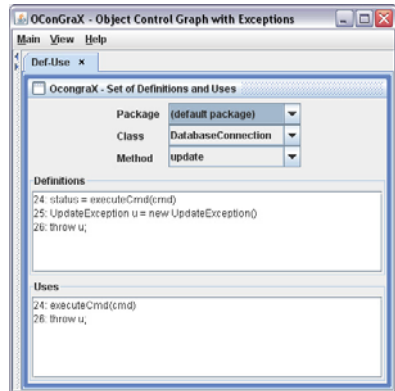 OConGraX - Object Control Graph with Exceptions
Main View Help
Def-Use ×
OcongraX - Set of Definitions and Uses
Package (default package)
Class DatabaseConnection
Method update
Definitions
24: status = executeCmd(cmd)
25: UpdateException u = new UpdateException()
26: throw u;
Uses
24: executeCmd(cmd)
26: throw u;